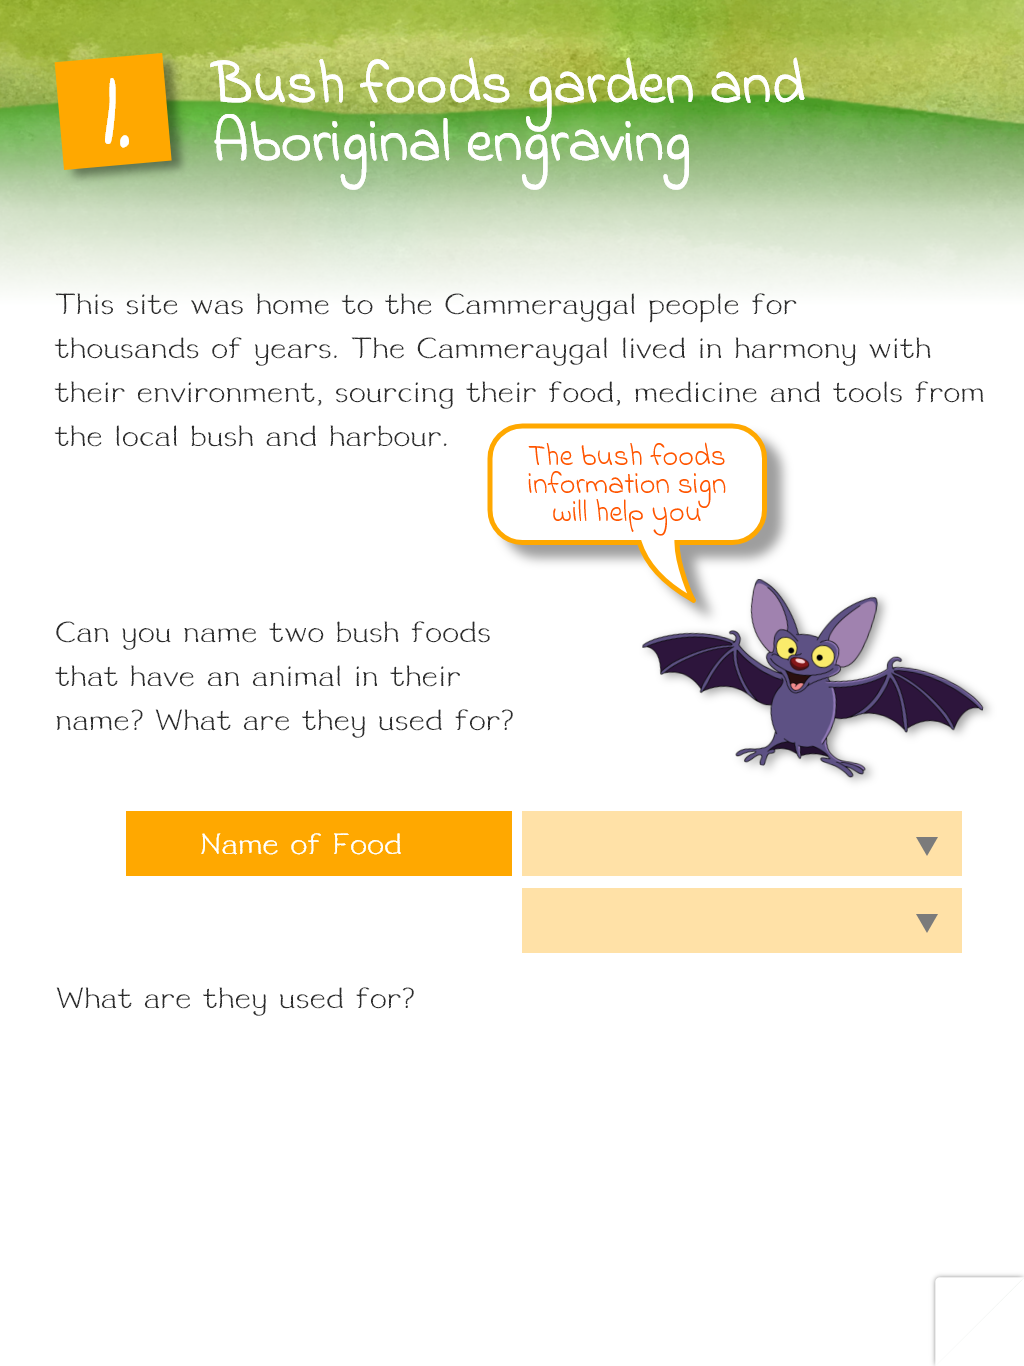 1.
Bush foods garden and
Aboriginal engraving
This site was home to the Cammeraygal people for
thousands of years. The Cammeraygal lived in harmony with
their environment, sourcing their food, medicine and tools from
the local bush and harbour.
The bush foods
information sign
will help you
Can you name two bush foods
that have an animal in their
name? What are they used for?
Name of Food
What are they used for?